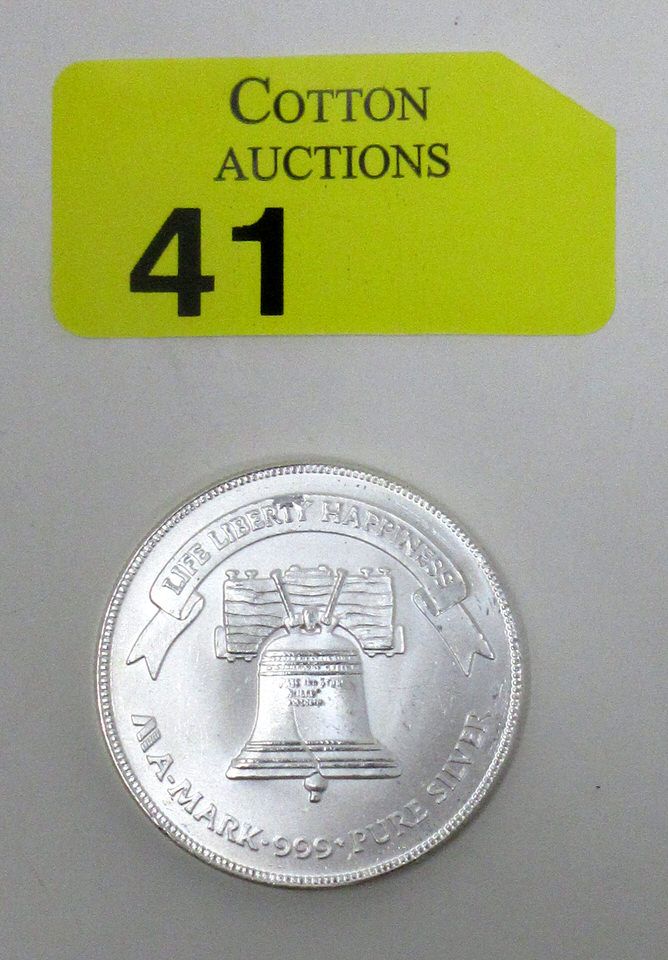 COTTON
AUCTIONS
41
LIFE LIBERTY HAPPINESS
A-MARK·999·PURE SILVER